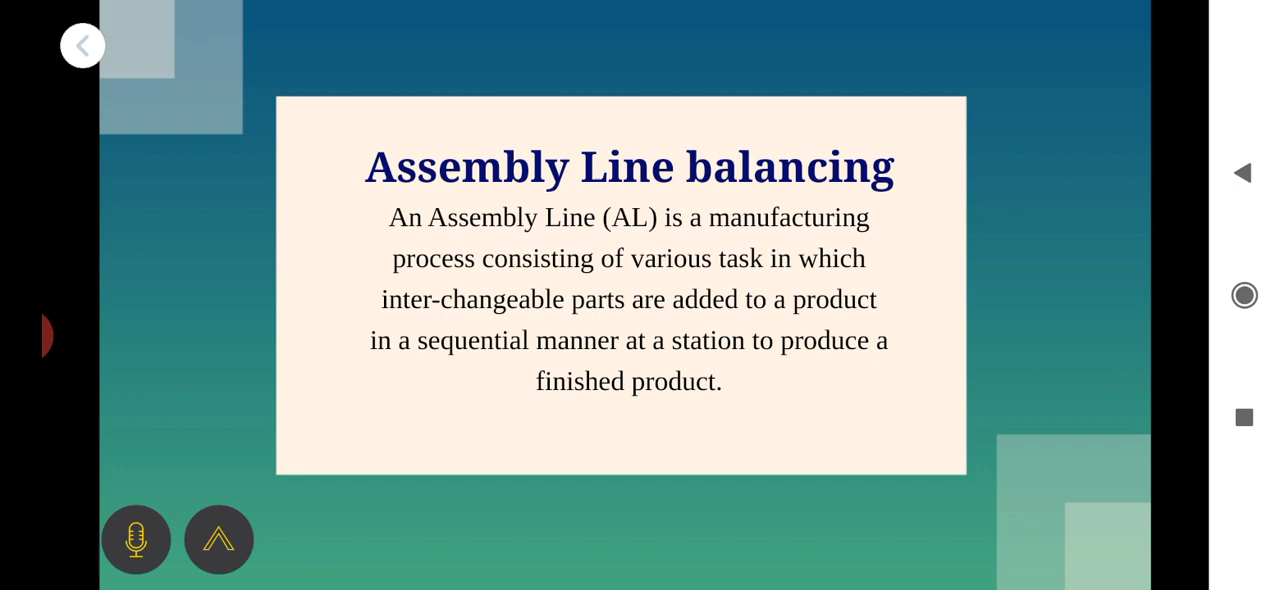 Assembly Line balancing
An Assembly Line (AL) is a manufacturing
process consisting of various task in which
inter-changeable parts are added to a product
in a sequential manner at a station to produce a
finished product.